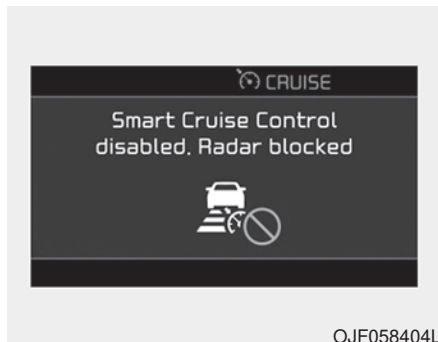 CRUISE
Smart Cruise Control
disabled. Radar blocked
OJF058404L